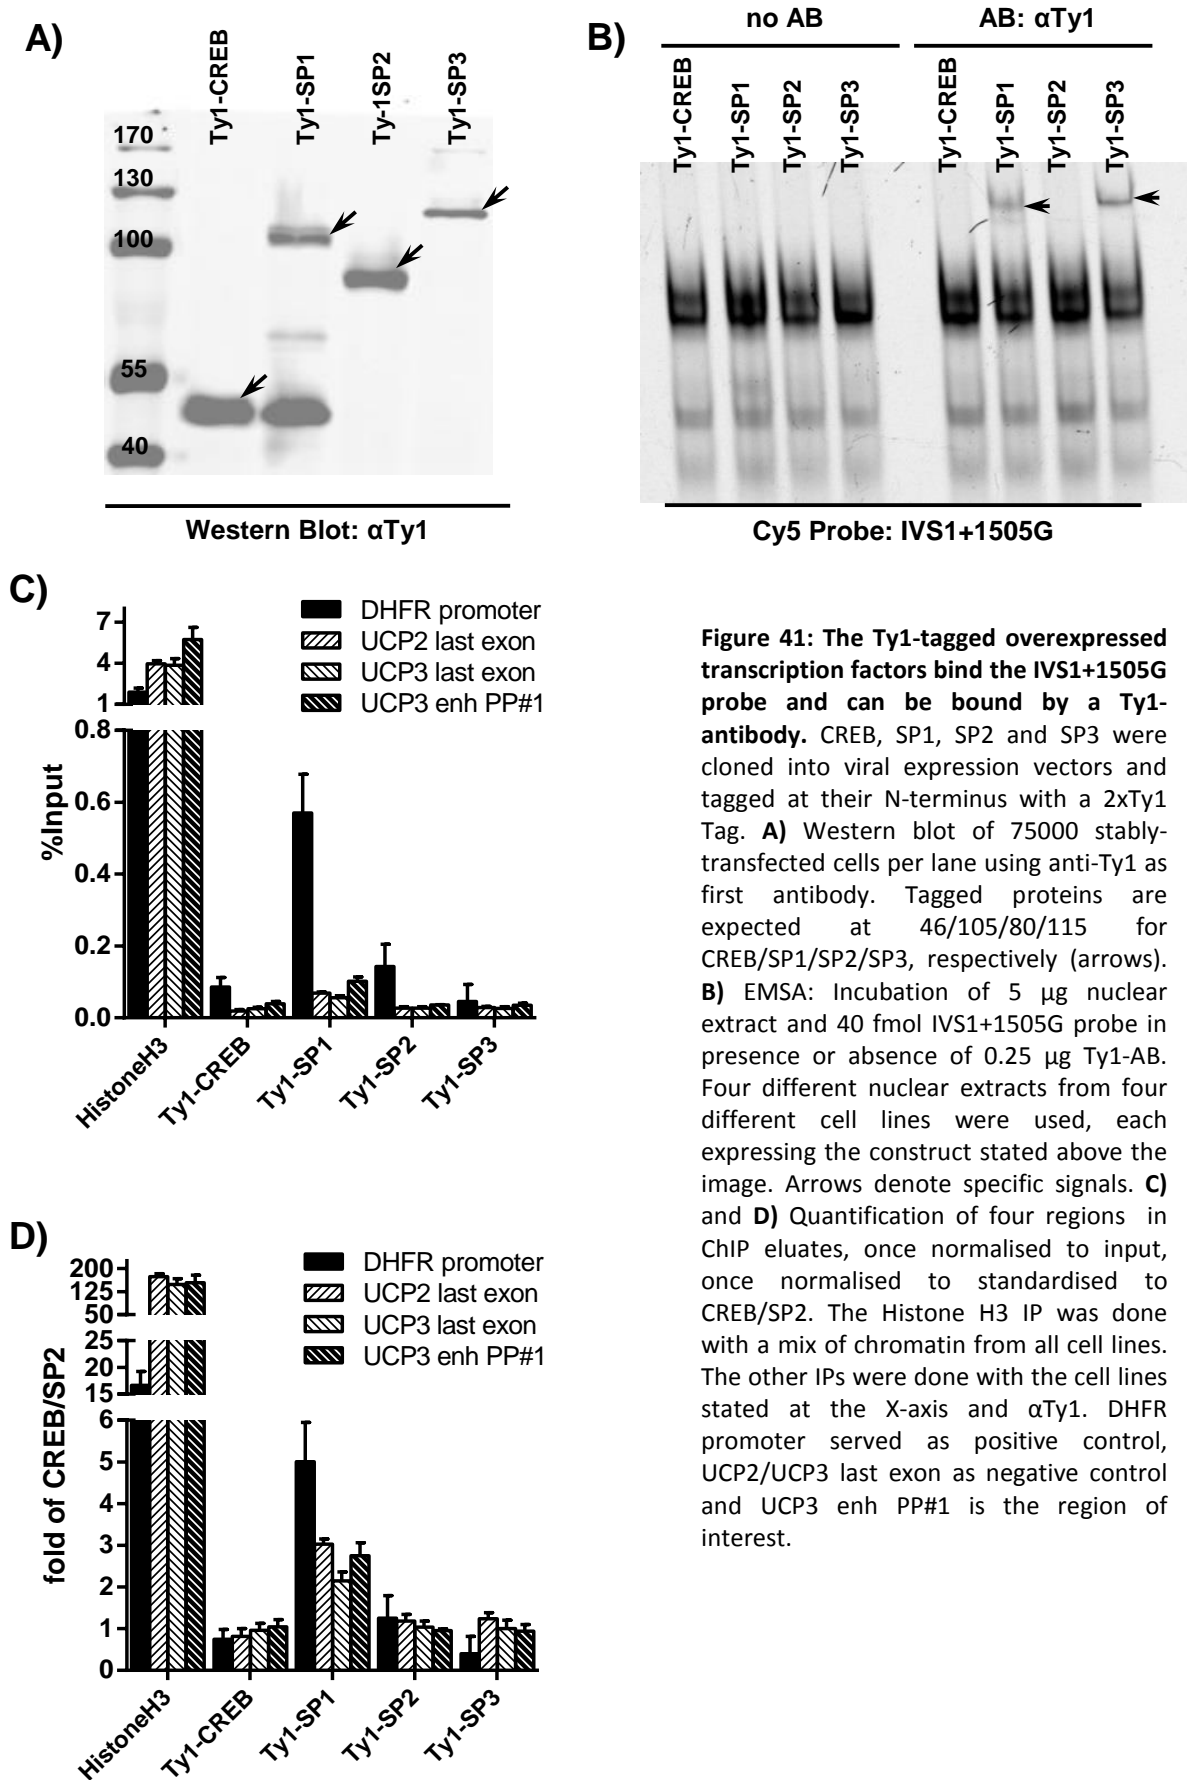 A)
Ty1-CREB
Ty1-SP1
Ty-1SP2
Ty1-SP3
170
130
100
55
40
Western Blot: αTy1
B)
no AB
AB: αTy1
Ty1-CREB
Ty1-SP1
Ty1-SP2
Ty1-SP3
Ty1-CREB
Ty1-SP1
Ty1-SP2
Ty1-SP3
Cy5 Probe: IVS1+1505G
C)
DHFR promoter
UCP2 last exon
UCP3 last exon
UCP3 enh PP#1
7
4
1
0.8
0.6
0.4
0.2
0.0
%Input
HistoneH3
Ty1-CREB
Ty1-SP1
Ty1-SP2
Ty1-SP3
D)
DHFR promoter
UCP2 last exon
UCP3 last exon
UCP3 enh PP#1
200
125
50
25
20
15
6
5
4
3
2
1
0
fold of CREB/SP2
HistoneH3
Ty1-CREB
Ty1-SP1
Ty1-SP2
Ty1-SP3
Figure 41: The Ty1-tagged overexpressed
transcription factors bind the IVS1+1505G
probe and can be bound by a Ty1-
antibody. CREB, SP1, SP2 and SP3 were
cloned into viral expression vectors and
tagged at their N-terminus with a 2xTy1
Tag. A) Western blot of 75000 stably-
transfected cells per lane using anti-Ty1 as
first antibody. Tagged proteins are
expected at 46/105/80/115 for
CREB/SP1/SP2/SP3, respectively (arrows).
B) EMSA: Incubation of 5 µg nuclear
extract and 40 fmol IVS1+1505G probe in
presence or absence of 0.25 µg Ty1-AB.
Four different nuclear extracts from four
different cell lines were used, each
expressing the construct stated above the
image. Arrows denote specific signals. C)
and D) Quantification of four regions in
ChIP eluates, once normalised to input,
once normalised to standardised to
CREB/SP2. The Histone H3 IP was done
with a mix of chromatin from all cell lines.
The other IPs were done with the cell lines
stated at the X-axis and αTy1. DHFR
promoter served as positive control,
UCP2/UCP3 last exon as negative control
and UCP3 enh PP#1 is the region of
interest.